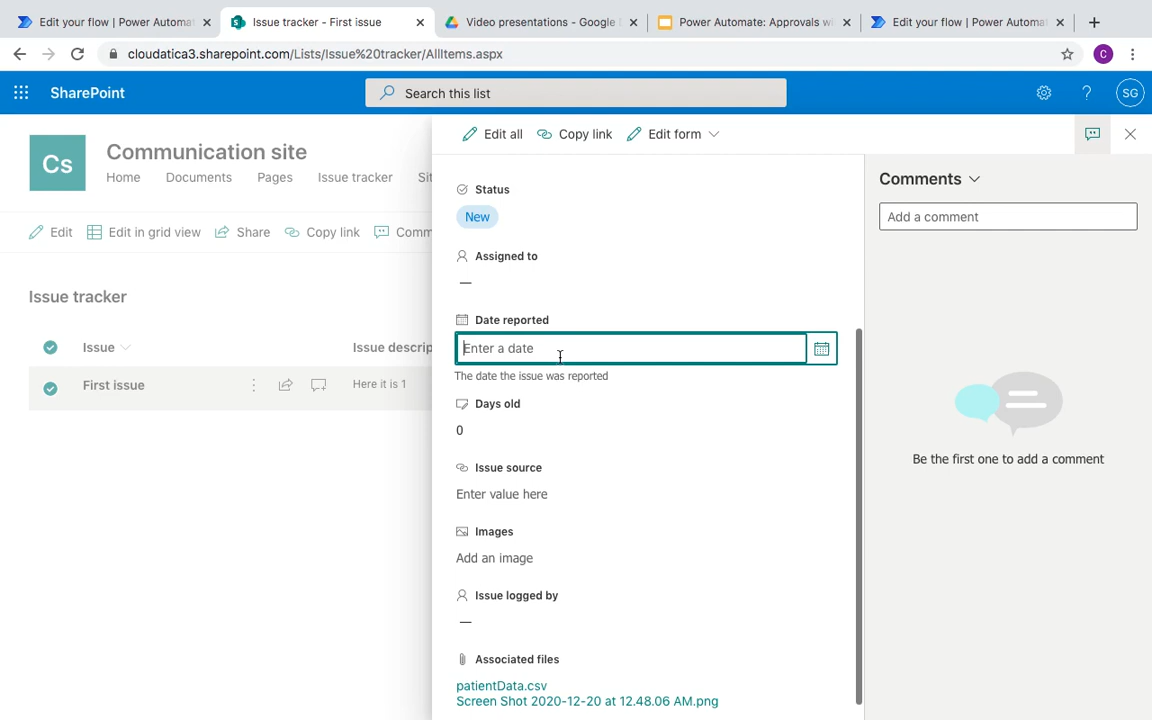 Edit your flow | Power Automat
Issue tracker - First issue
Video presentations - Google
Power Automate: Approvals wi
Edit your flow | Power Automa
cloudatica3.sharepoint.com/Lists/Issue%20tracker/AllItems.aspx
C
SharePoint
Search this list
SG
Cs
Communication site
Home
Documents
Pages
Issue tracker
Sit
Edit
Edit in grid view
Share
Copy link
Comm
Issue tracker
Issue
Issue descrip
First issue
Here it is 1
Edit all
Copy link
Edit form
Status
New
Assigned to
—
Date reported
Enter a date
The date the issue was reported
Days old
0
Issue source
Enter value here
Images
Add an image
Issue logged by
—
Associated files
patientData.csv
Screen Shot 2020-12-20 at 12.48.06 AM.png
Comments
Add a comment
Be the first one to add a comment